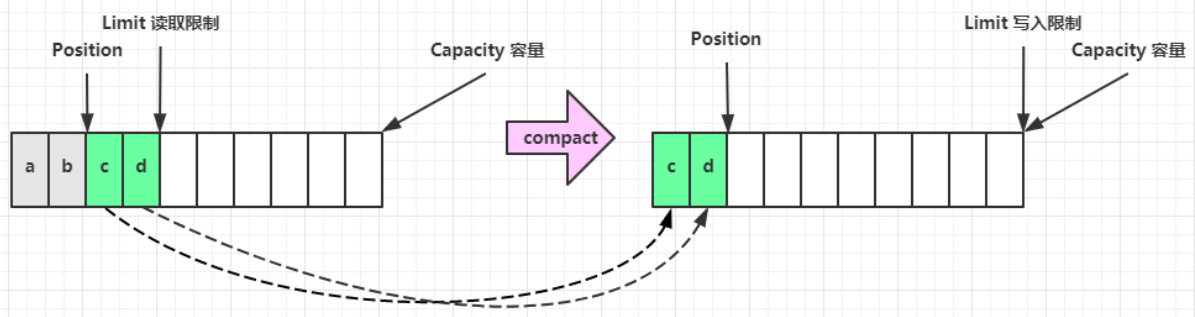 Limit 读取限制
Position
Capacity 容量
a b c d
compact
Limit 写入限制
Position
Capacity 容量
c d